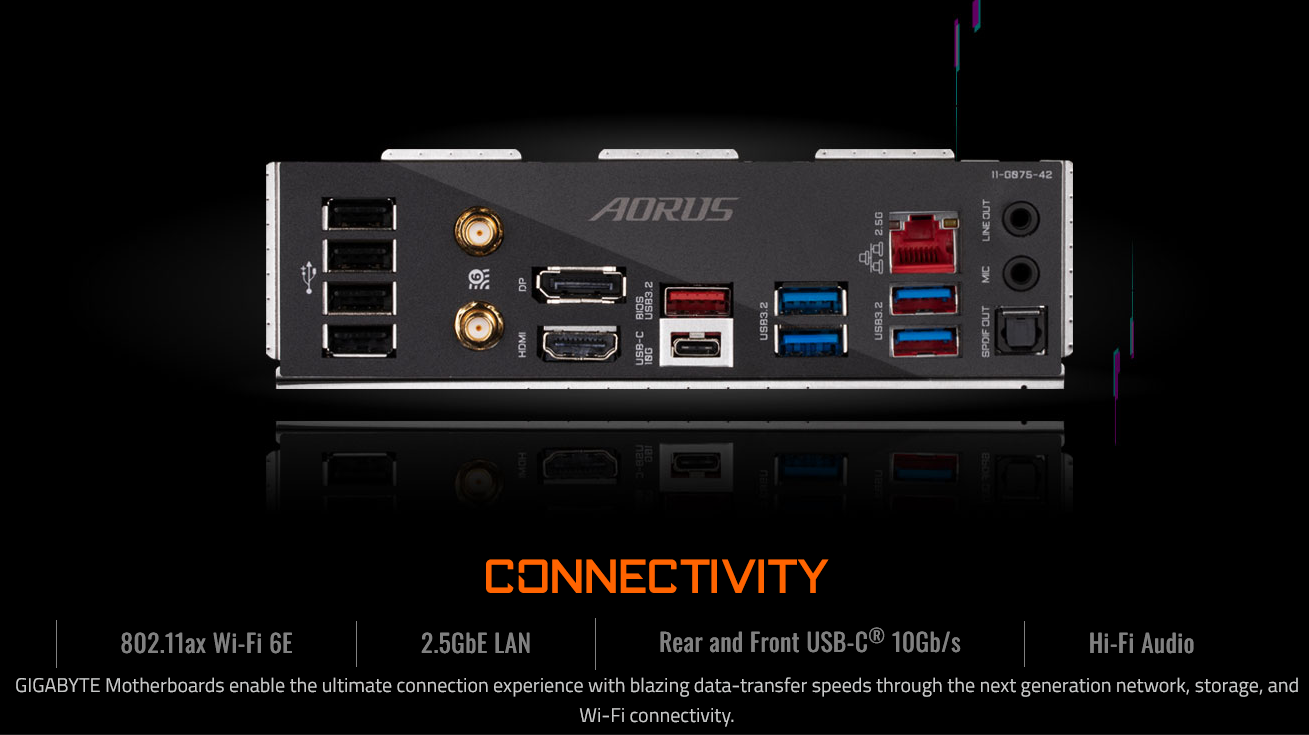 AORUS
11-G075-42
LINE OUT
2.5G
MIC
DP
BIOS
USB3.2
USB3.2
USB3.2
SPDIF OUT
HDMI
USB-C
10G
CONNECTIVITY
802.11ax Wi-Fi 6E
2.5GbE LAN
Rear and Front USB-C® 10Gb/s
Hi-Fi Audio
GIGABYTE Motherboards enable the ultimate connection experience with blazing data-transfer speeds through the next generation network, storage, and
Wi-Fi connectivity.